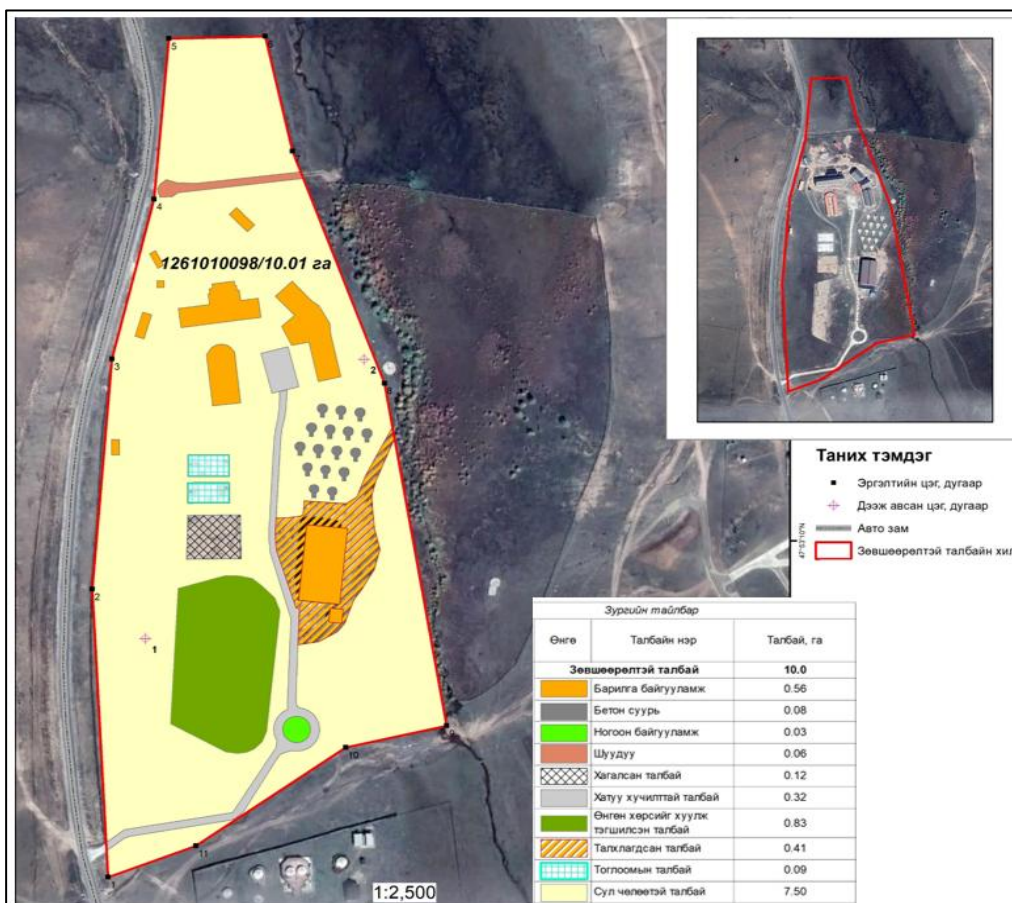 5
6
4
1261010098/10.01 га
3
2
8
2
1
9
10
11
1
1:2,500
47°53'10"N
Таних тэмдэг
Эргэлтийн цэг, дугаар
Дээж авсан цэг, дугаар
Авто зам
Зөвшөөрөлтэй талбайн хил
Зургийн тайлбар
Өнгө Талбайн нэр Талбай, га
Зөвшөөрөлтэй талбай 10.0
Барилга байгууламж 0.56
Бетон суурь 0.08
Ногоон байгууламж 0.03
Шуудуу 0.06
Хагалсан талбай 0.12
Хатуу хучилттай талбай 0.32
Өнгөн хөрсийг хуулж
тэгшилсэн талбай 0.83
Талхлагдсан талбай 0.41
Тоглоомын талбай 0.09
Сул чөлөөтэй талбай 7.50